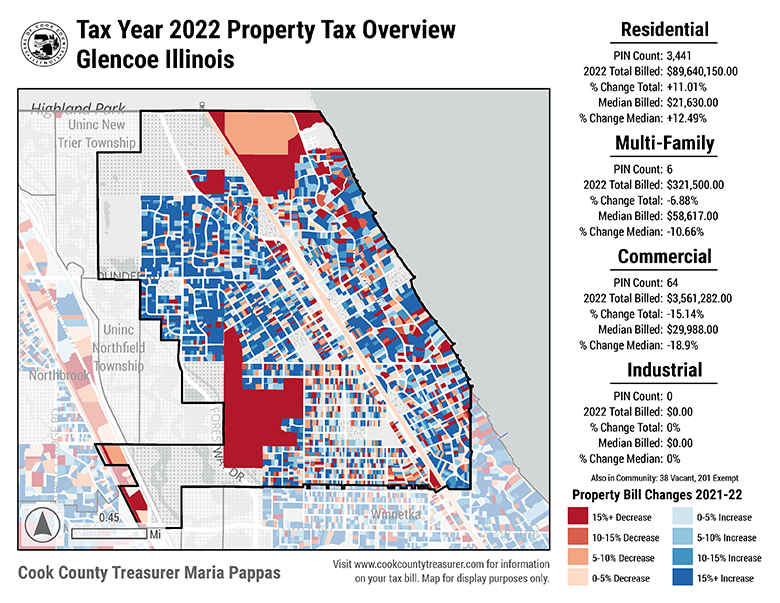 Tax Year 2022 Property Tax Overview
Glencoe Illinois
Highland Park
Uninc New
Trier Township
DUNDEE RD
Uninc
Northfield
Township
Northbrook
FOREST WAY DR
Winnetka
0.45
Mi
Residential
PIN Count: 3,441
2022 Total Billed: $89,640,150.00
% Change Total: +11.01%
Median Billed: $21,630.00
% Change Median: +12.49%
Multi-Family
PIN Count: 6
2022 Total Billed: $321,500.00
% Change Total: -6.88%
Median Billed: $58,617.00
% Change Median: -10.66%
Commercial
PIN Count: 64
2022 Total Billed: $3,561,282.00
% Change Total: -15.14%
Median Billed: $29,988.00
% Change Median: -18.9%
Industrial
PIN Count: 0
2022 Total Billed: $0.00
% Change Total: 0%
Median Billed: $0.00
% Change Median: 0%
Also in Community: 38 Vacant, 201 Exempt
Property Bill Changes 2021-22
15%+ Decrease
10-15% Decrease
5-10% Decrease
0-5% Decrease
0-5% Increase
5-10% Increase
10-15% Increase
15%+ Increase
Cook County Treasurer Maria Pappas
Visit www.cookcountytreasurer.com for information
on your tax bill. Map for display purposes only.